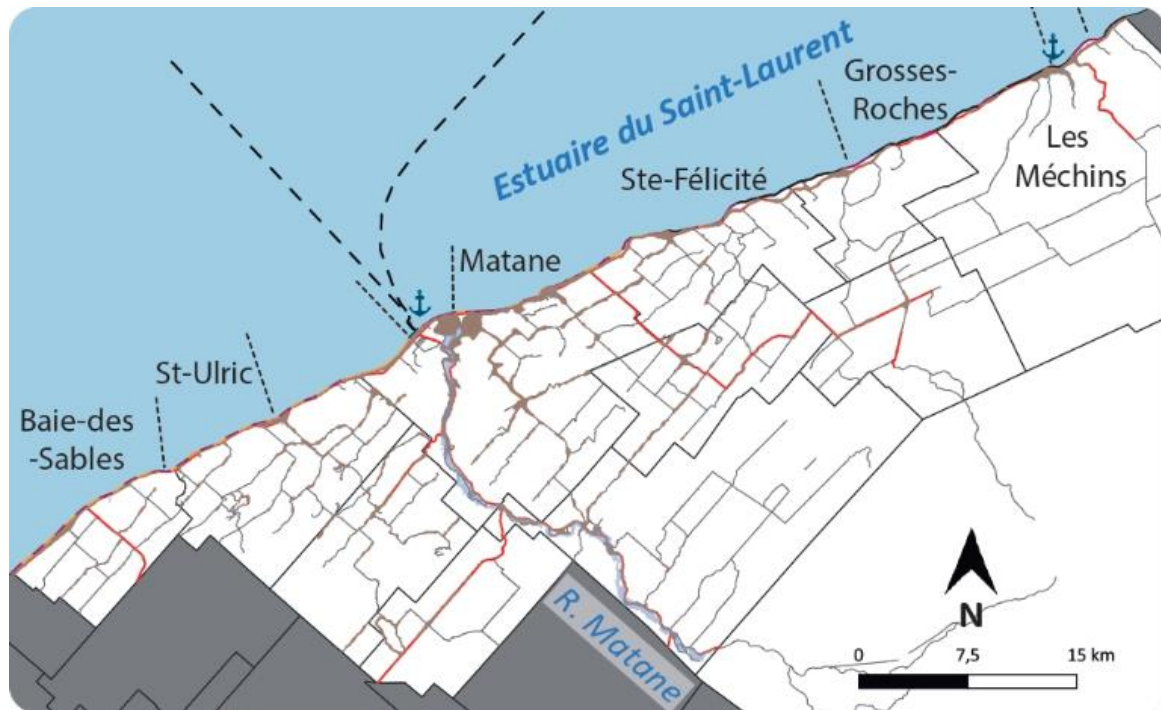 Estuaire du Saint-Laurent
Grosses-
Roches
Les
Méchins
Ste-Félicité
Matane
St-Ulric
Baie-des
-Sables
R. Matane
N
0 7,5 15 km